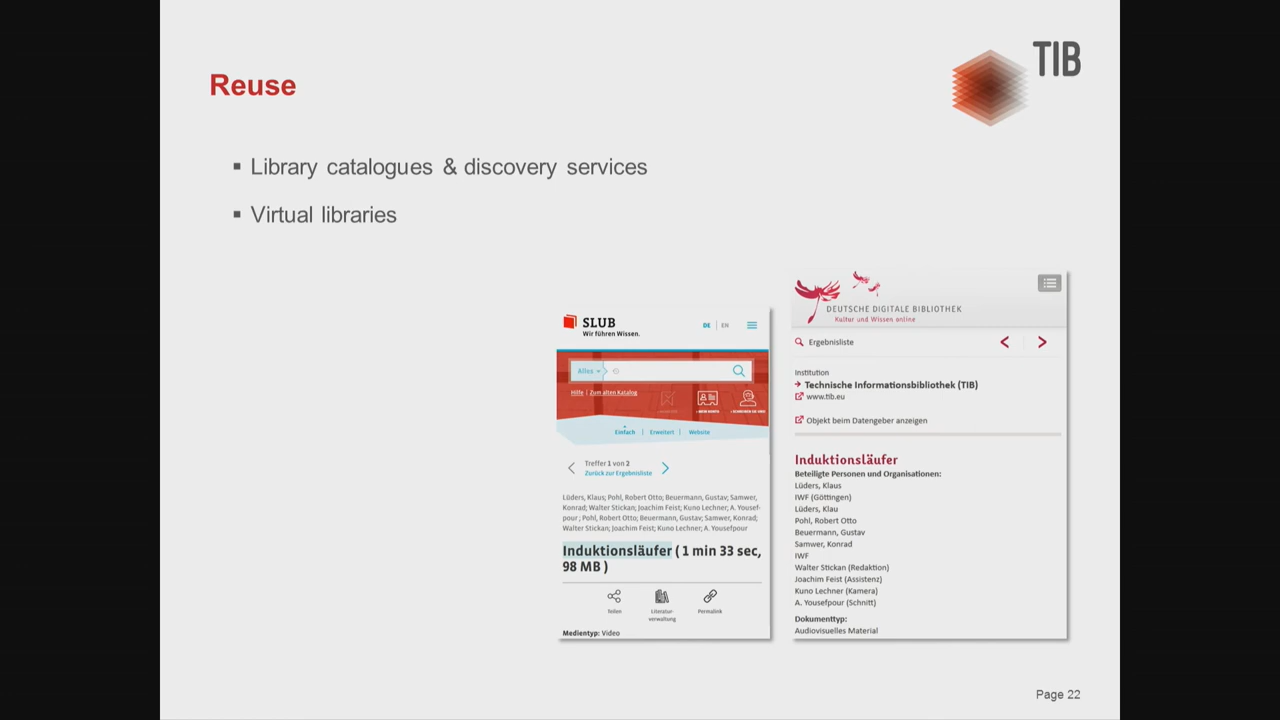 Reuse
TIB
▪ Library catalogues & discovery services
▪ Virtual libraries
SLUB
Wir führen Wissen.
DE | EN
Alles
Hilfe | Zum alten Katalog
Einfach | Erweitert | Website
Treffer 1 von 2
Zurück zur Ergebnisliste
Lüders, Klaus; Pohl, Robert Otto; Beuermann, Gustav; Samwer,
Konrad; Walter Stickan; Joachim Feist; Kuno Lechner; A. Yousef-
pour ; Pohl, Robert Otto; Beuermann, Gustav; Samwer, Konrad;
Walter Stickan; Joachim Feist; Kuno Lechner; A. Yousefpour
Induktionsläufer ( 1 min 33 sec,
98 MB )
Teilen
Literatur-
verwaltung
Permalink
Medientyp: Video
DEUTSCHE DIGITALE BIBLIOTHEK
Kultur und Wissen online
Ergebnisliste
Institution
Technische Informationsbibliothek (TIB)
www.tib.eu
Objekt beim Datengeber anzeigen
Induktionsläufer
Beteiligte Personen und Organisationen:
Lüders, Klaus
IWF (Göttingen)
Lüders, Klau
Pohl, Robert Otto
Beuermann, Gustav
Samwer, Konrad
IWF
Walter Stickan (Redaktion)
Joachim Feist (Assistenz)
Kuno Lechner (Kamera)
A. Yousefpour (Schnitt)
Dokumenttyp:
Audiovisuelles Material
Page 22